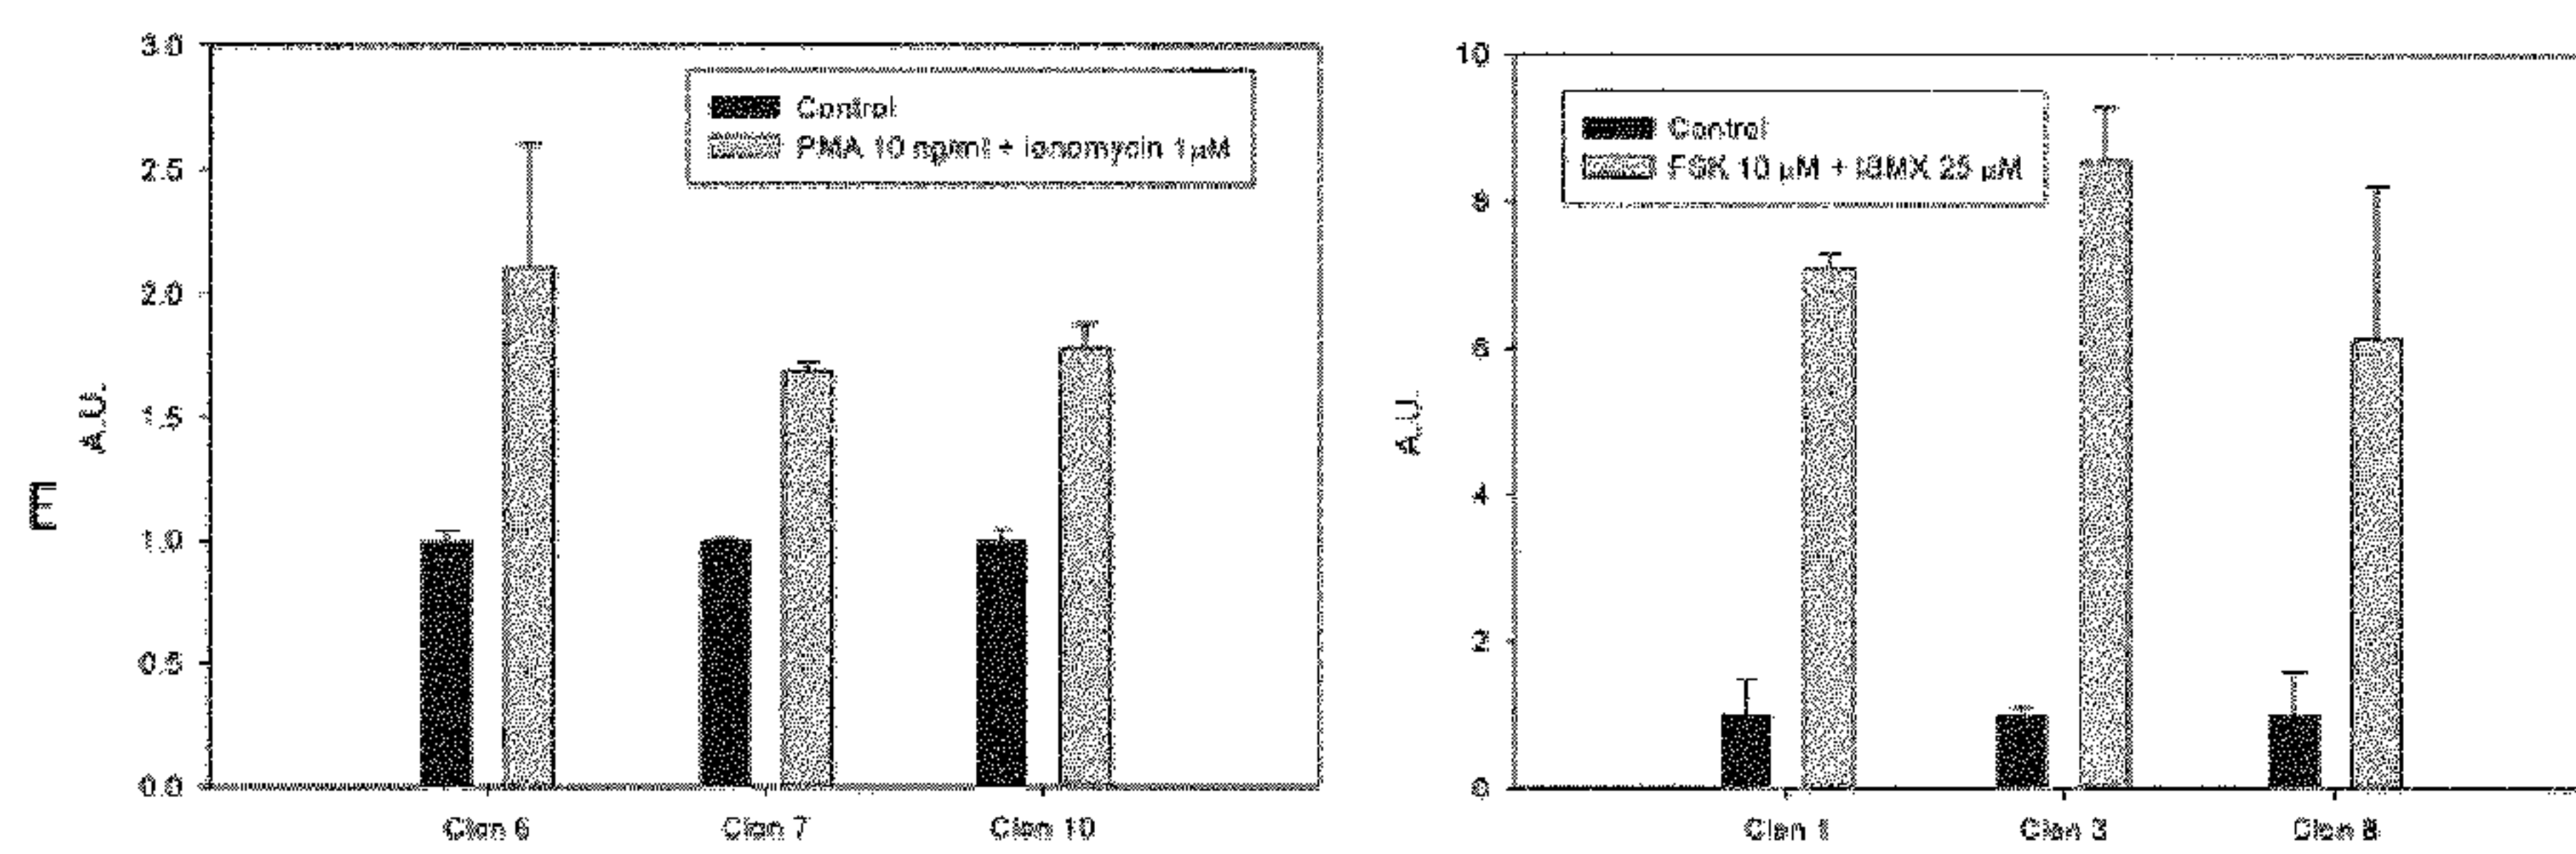 3.0
2.5
2.0
1.5
1.0
0.5
0.0
A.U.
E
Control
PMA 10 ng/ml + ionomycin 1µM
Clon 6
Clon 7
Clon 10
10
8
6
4
2
0
A.U.
Control
FSK 10 µM + IBMX 25 µM
Clon 1
Clon 3
Clon 8